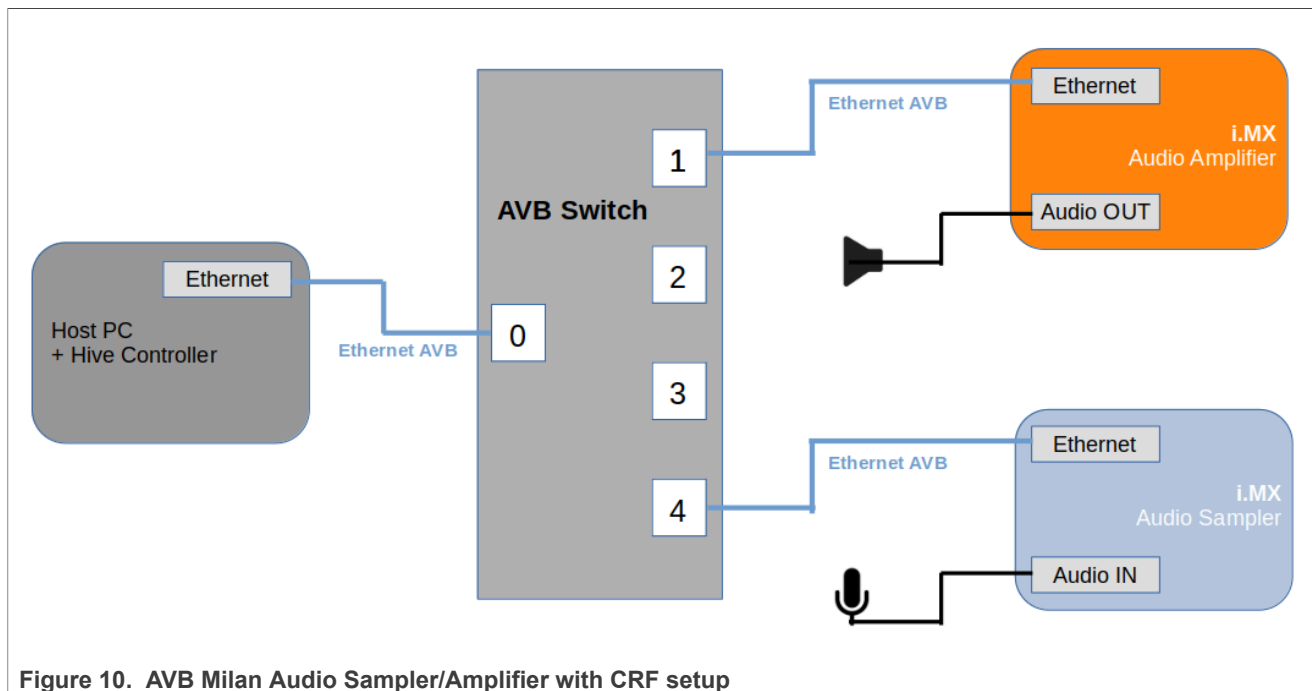 Ethernet
Host PC
+ Hive Controller
Ethernet AVB
AVB Switch
0
1
2
3
4
Ethernet AVB
Ethernet
i.MX
Audio Amplifier
Audio OUT
Ethernet AVB
Ethernet
i.MX
Audio Sampler
Audio IN
Figure 10. AVB Milan Audio Sampler/Amplifier with CRF setup